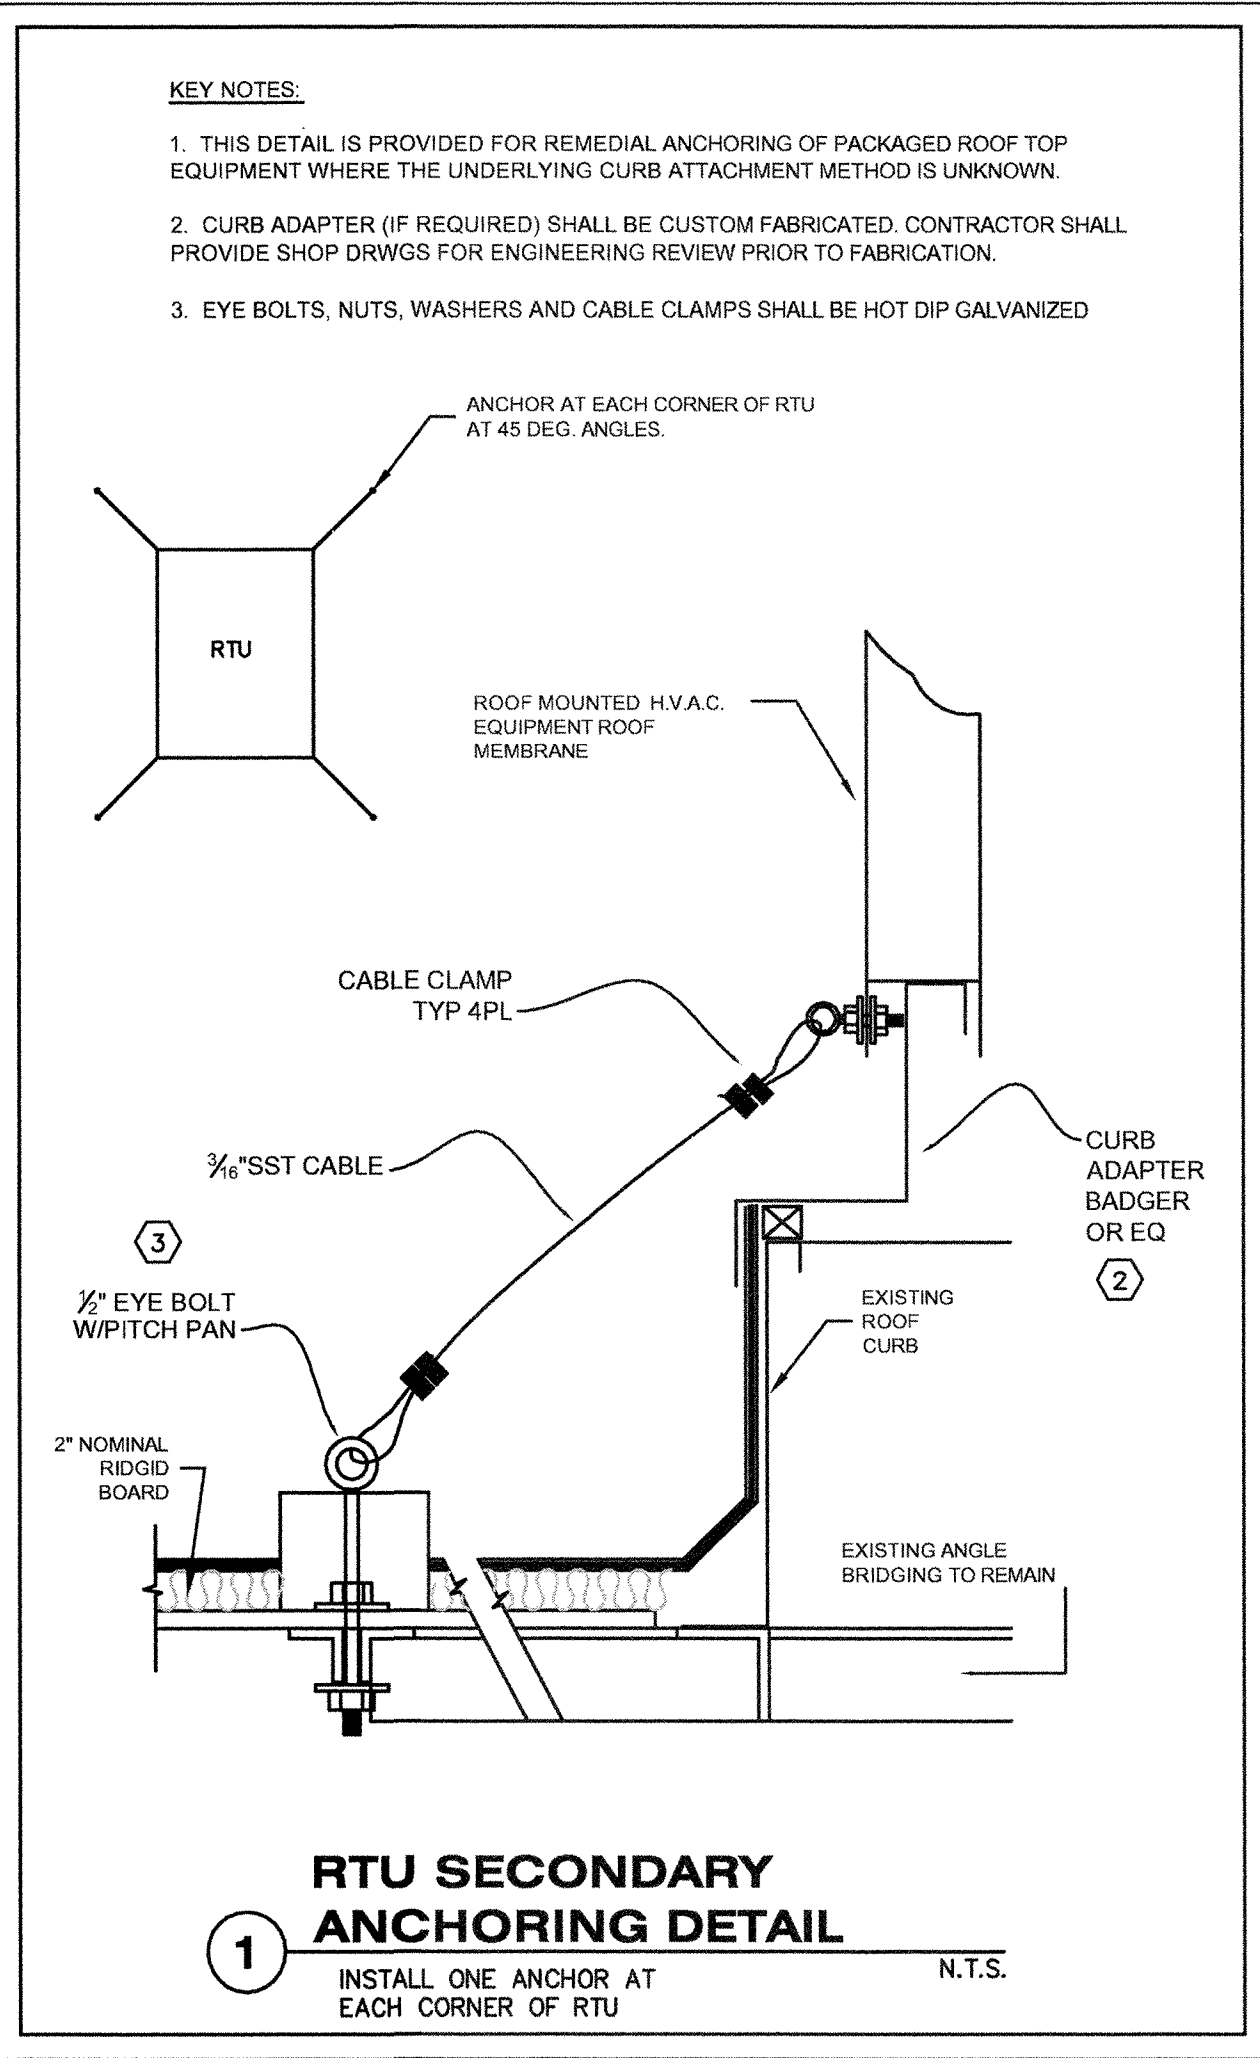 KEY NOTES:
1. THIS DETAIL IS PROVIDED FOR REMEDIAL ANCHORING OF PACKAGED ROOF TOP
EQUIPMENT WHERE THE UNDERLYING CURB ATTACHMENT METHOD IS UNKNOWN.
2. CURB ADAPTER (IF REQUIRED) SHALL BE CUSTOM FABRICATED. CONTRACTOR SHALL
PROVIDE SHOP DRWGS FOR ENGINEERING REVIEW PRIOR TO FABRICATION.
3. EYE BOLTS, NUTS, WASHERS AND CABLE CLAMPS SHALL BE HOT DIP GALVANIZED
ANCHOR AT EACH CORNER OF RTU
AT 45 DEG. ANGLES.
RTU
ROOF MOUNTED H.V.A.C.
EQUIPMENT ROOF
MEMBRANE
CABLE CLAMP
TYP 4PL
3/16"SST CABLE
CURB
ADAPTER
BADGER
OR EQ
2
3
1/2" EYE BOLT
W/PITCH PAN
EXISTING
ROOF
CURB
2" NOMINAL
RIDGID
BOARD
EXISTING ANGLE
BRIDGING TO REMAIN
RTU SECONDARY
ANCHORING DETAIL
1
N.T.S.
INSTALL ONE ANCHOR AT
EACH CORNER OF RTU